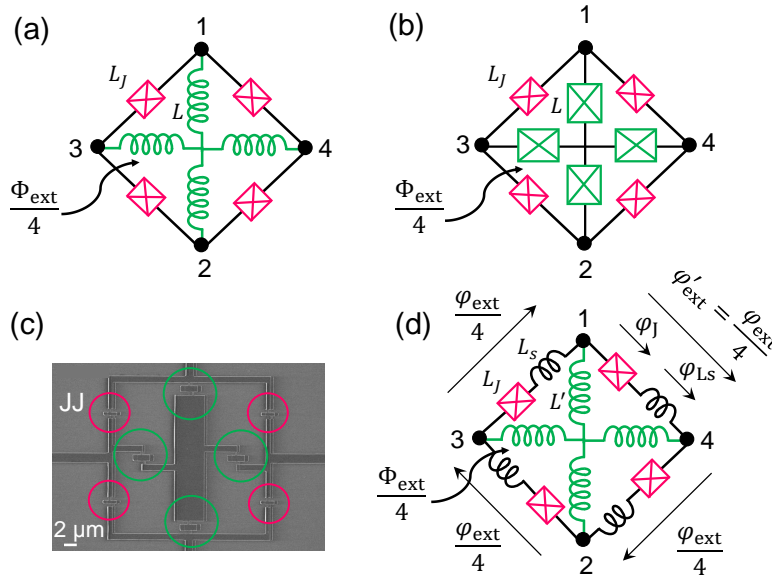 (a)
1
L_J
L
3
4
Φ_ext
4
2
(b)
1
L_J
L
3
4
Φ_ext
4
2
(c)
JJ
2 μm
(d)
φ_ext
4
φ'_ext = φ_ext
4
1
φ_J
L_s
φ_Ls
L_J
L'
3
4
Φ_ext
4
2
φ_ext
4
φ_ext
4